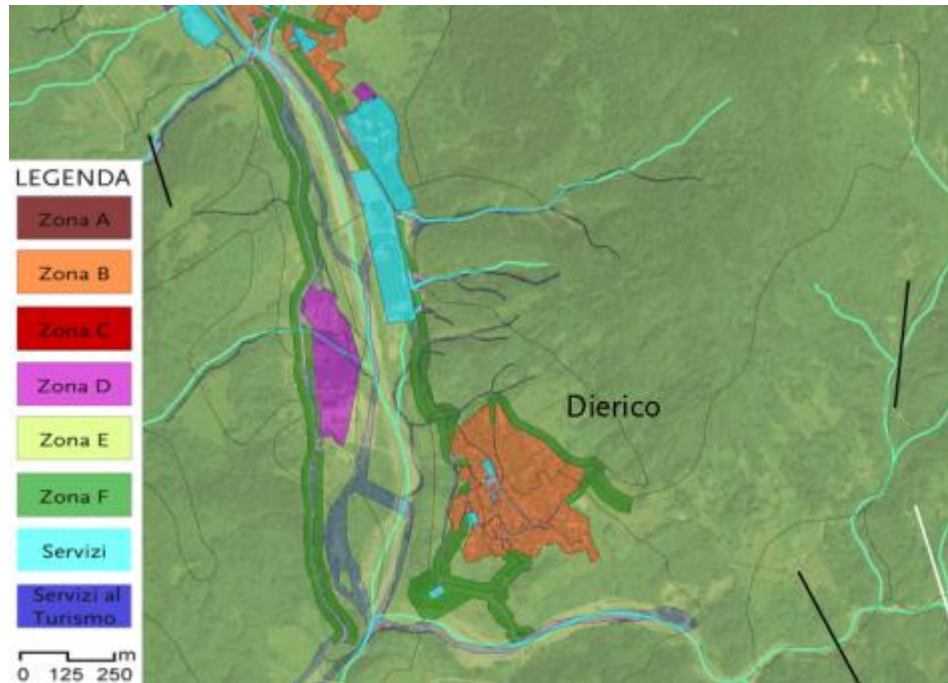 LEGENDA
Zona A
Zona B
Zona C
Zona D
Zona E
Zona F
Servizi
Servizi al
Turismo
m
0 125 250
Dierico